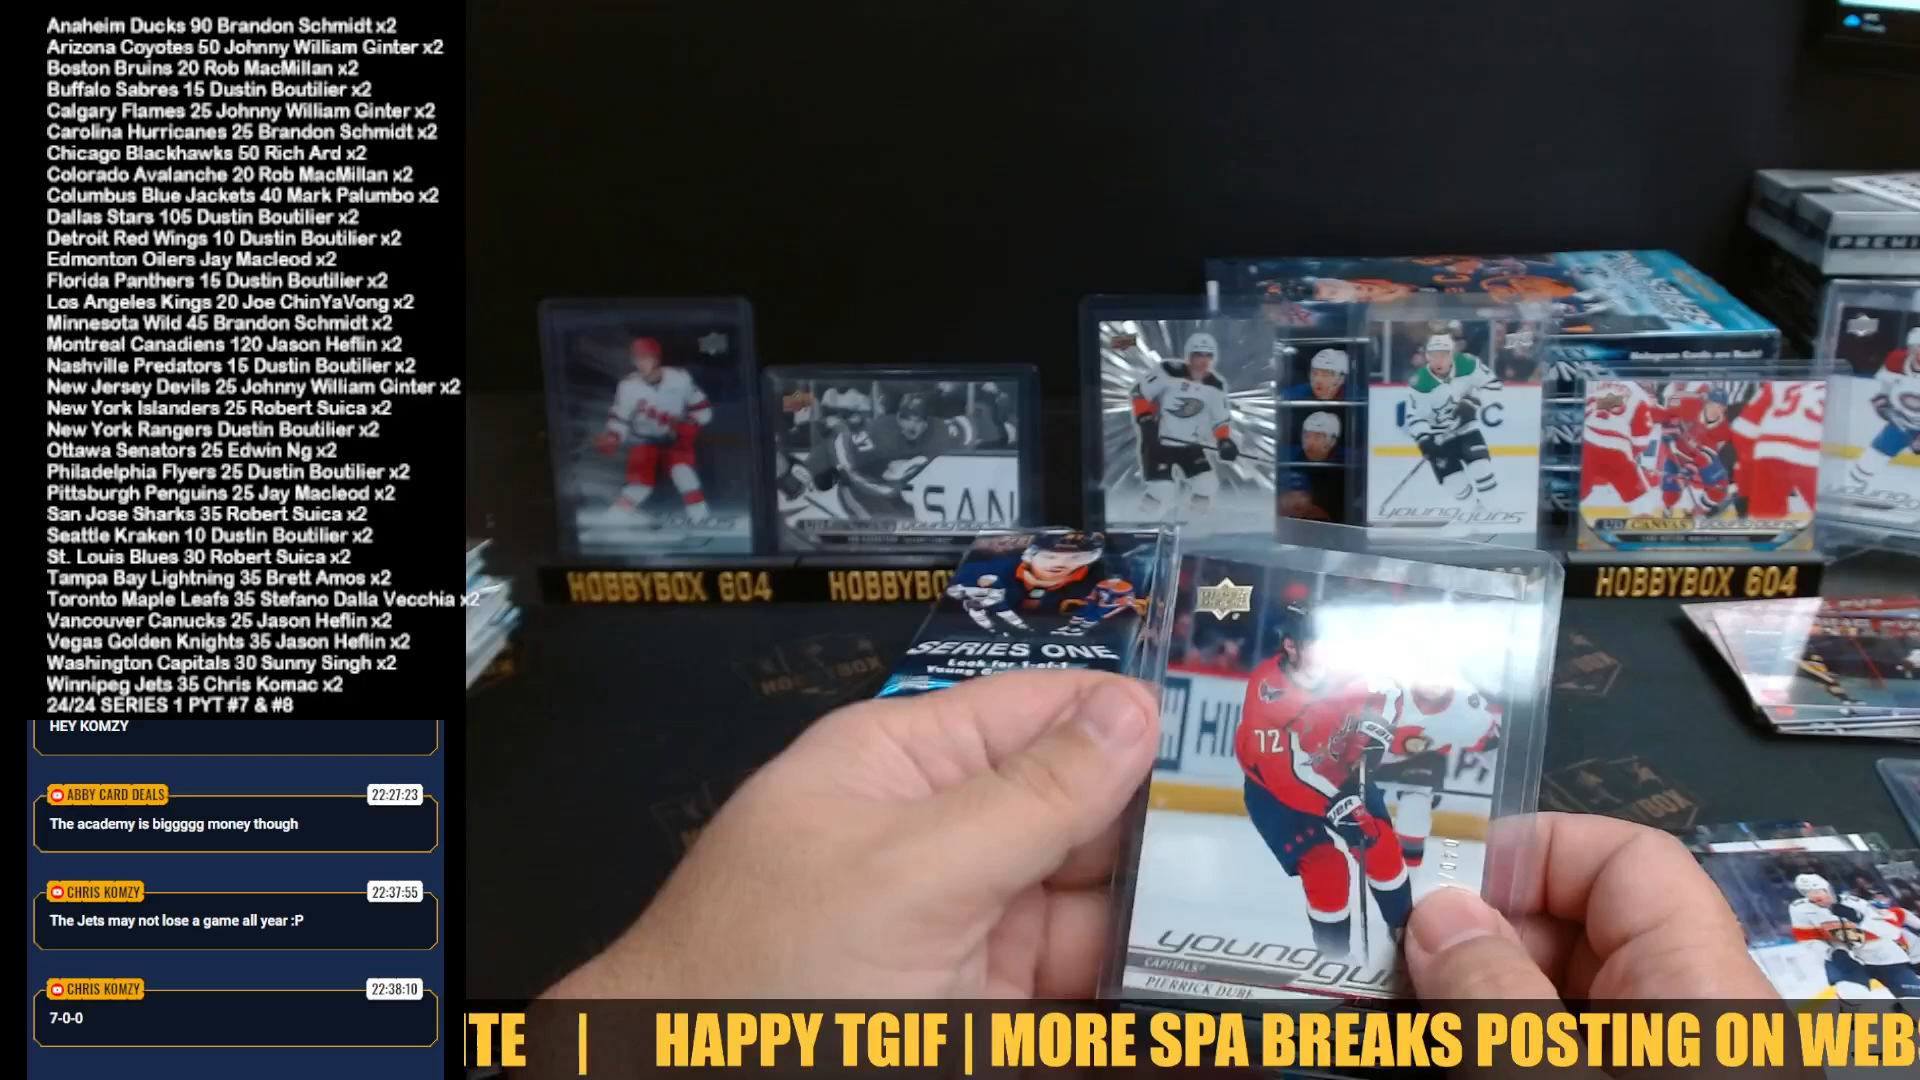 Anaheim Ducks 90 Brandon Schmidt x2
Arizona Coyotes 50 Johnny William Ginter x2
Boston Bruins 20 Rob MacMillan x2
Buffalo Sabres 15 Dustin Boutilier x2
Calgary Flames 25 Johnny William Ginter x2
Carolina Hurricanes 25 Brandon Schmidt x2
Chicago Blackhawks 50 Rich Ard x2
Colorado Avalanche 20 Rob MacMillan x2
Columbus Blue Jackets 40 Mark Palumbo x2
Dallas Stars 105 Dustin Boutilier x2
Detroit Red Wings 10 Dustin Boutilier x2
Edmonton Oilers Jay Macleod x2
Florida Panthers 15 Dustin Boutilier x2
Los Angeles Kings 20 Joe ChinYaVong x2
Minnesota Wild 45 Brandon Schmidt x2
Montreal Canadiens 120 Jason Heflin x2
Nashville Predators 15 Dustin Boutilier x2
New Jersey Devils 25 Johnny William Ginter x2
New York Islanders 25 Robert Suica x2
New York Rangers Dustin Boutilier x2
Ottawa Senators 25 Edwin Ng x2
Philadelphia Flyers 25 Dustin Boutilier x2
Pittsburgh Penguins 25 Jay Macleod x2
San Jose Sharks 35 Robert Suica x2
Seattle Kraken 10 Dustin Boutilier x2
St. Louis Blues 30 Robert Suica x2
Tampa Bay Lightning 35 Brett Amos x2
Toronto Maple Leafs 35 Stefano Dalla Vecchia x2
Vancouver Canucks 25 Jason Heflin x2
Vegas Golden Knights 35 Jason Heflin x2
Washington Capitals 30 Sunny Singh x2
Winnipeg Jets 35 Chris Komac x2
24/24 SERIES 1 PYT #7 & #8
HEY KOMZY
ABBY CARD DEALS 22:27:23
The academy is biggggg money though
CHRIS KOMZY 22:37:55
The Jets may not lose a game all year :P
CHRIS KOMZY 22:38:10
7-0-0
SAN
CANVAS
young guns
HOBBYBOX 604
HOBBYBO
HOBBYBOX 604
SERIES ONE
Look for 1-of-1
72
young gu
CAPITALS
PIERRICK DUBE
ITE | HAPPY TGIF | MORE SPA BREAKS POSTING ON WEBS